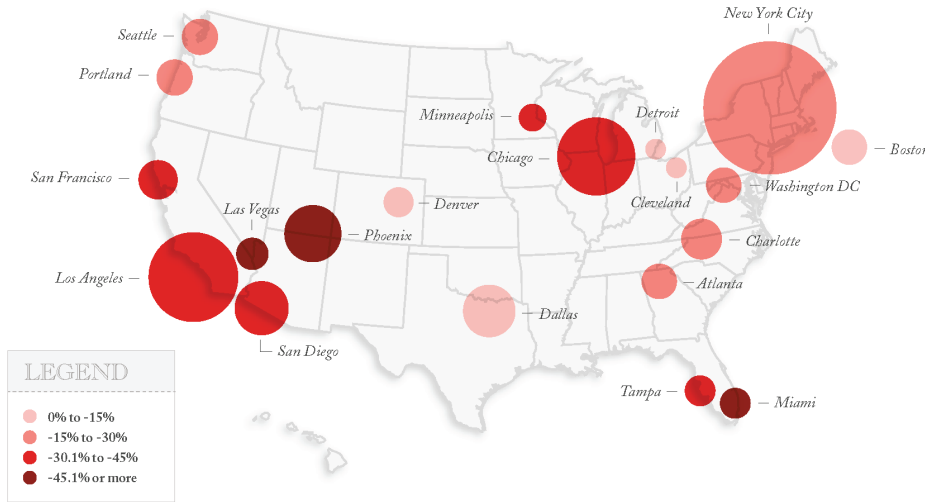 New York City
Seattle
Portland
Minneapolis
Detroit
Chicago
Boston
San Francisco
Washington DC
Cleveland
Las Vegas
Denver
Phoenix
Charlotte
Los Angeles
Atlanta
Dallas
San Diego
LEGEND
0% to -15%
-15% to -30%
-30.1% to -45%
-45.1% or more
Tampa
Miami